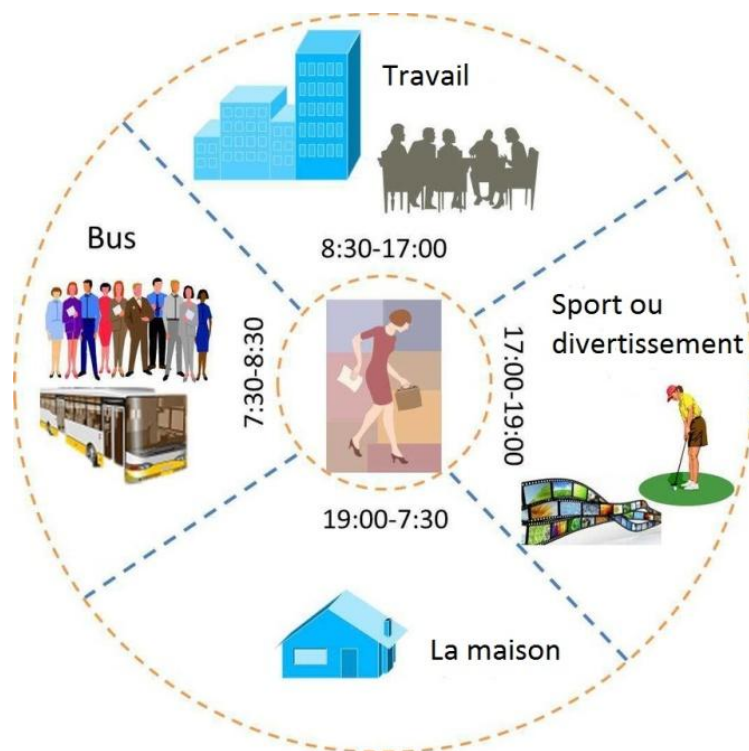 Travail
8:30-17:00
Bus
7:30-8:30
Sport ou
divertissement
17:00-19:00
19:00-7:30
La maison